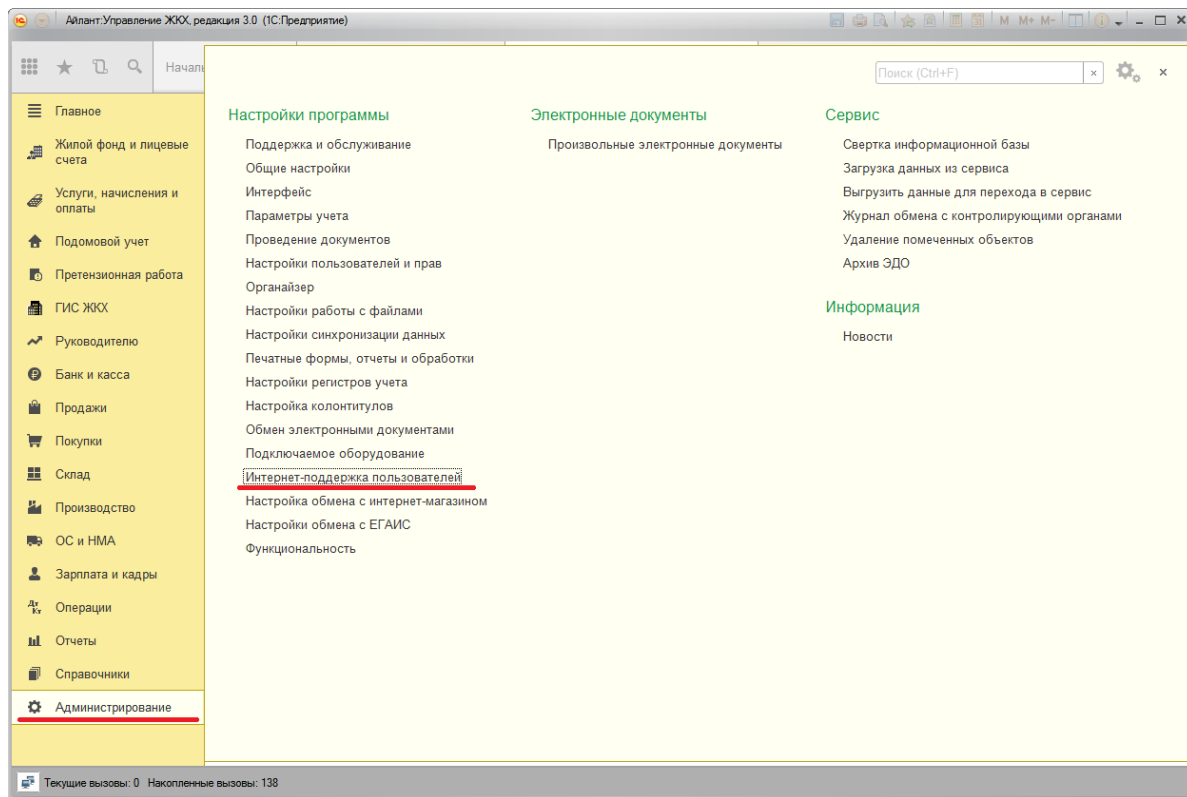 Айлант:Управление ЖКХ, редакция 3.0 (1С:Предприятие)
M M+ M-
Началь
Поиск (Ctrl+F)
Главное
Жилой фонд и лицевые
счета
Услуги, начисления и
оплаты
Подомовой учет
Претензионная работа
ГИС ЖКХ
Руководителю
Банк и касса
Продажи
Покупки
Склад
Производство
ОС и НМА
Зарплата и кадры
Операции
Отчеты
Справочники
Администрирование
Настройки программы
Поддержка и обслуживание
Общие настройки
Интерфейс
Параметры учета
Проведение документов
Настройки пользователей и прав
Органайзер
Настройки работы с файлами
Настройки синхронизации данных
Печатные формы, отчеты и обработки
Настройки регистров учета
Настройка колонтитулов
Обмен электронными документами
Подключаемое оборудование
Интернет-поддержка пользователей
Настройка обмена с интернет-магазином
Настройки обмена с ЕГАИС
Функциональность
Электронные документы
Произвольные электронные документы
Сервис
Свертка информационной базы
Загрузка данных из сервиса
Выгрузить данные для перехода в сервис
Журнал обмена с контролирующими органами
Удаление помеченных объектов
Архив ЭДО
Информация
Новости
Текущие вызовы: 0 Накопленные вызовы: 138